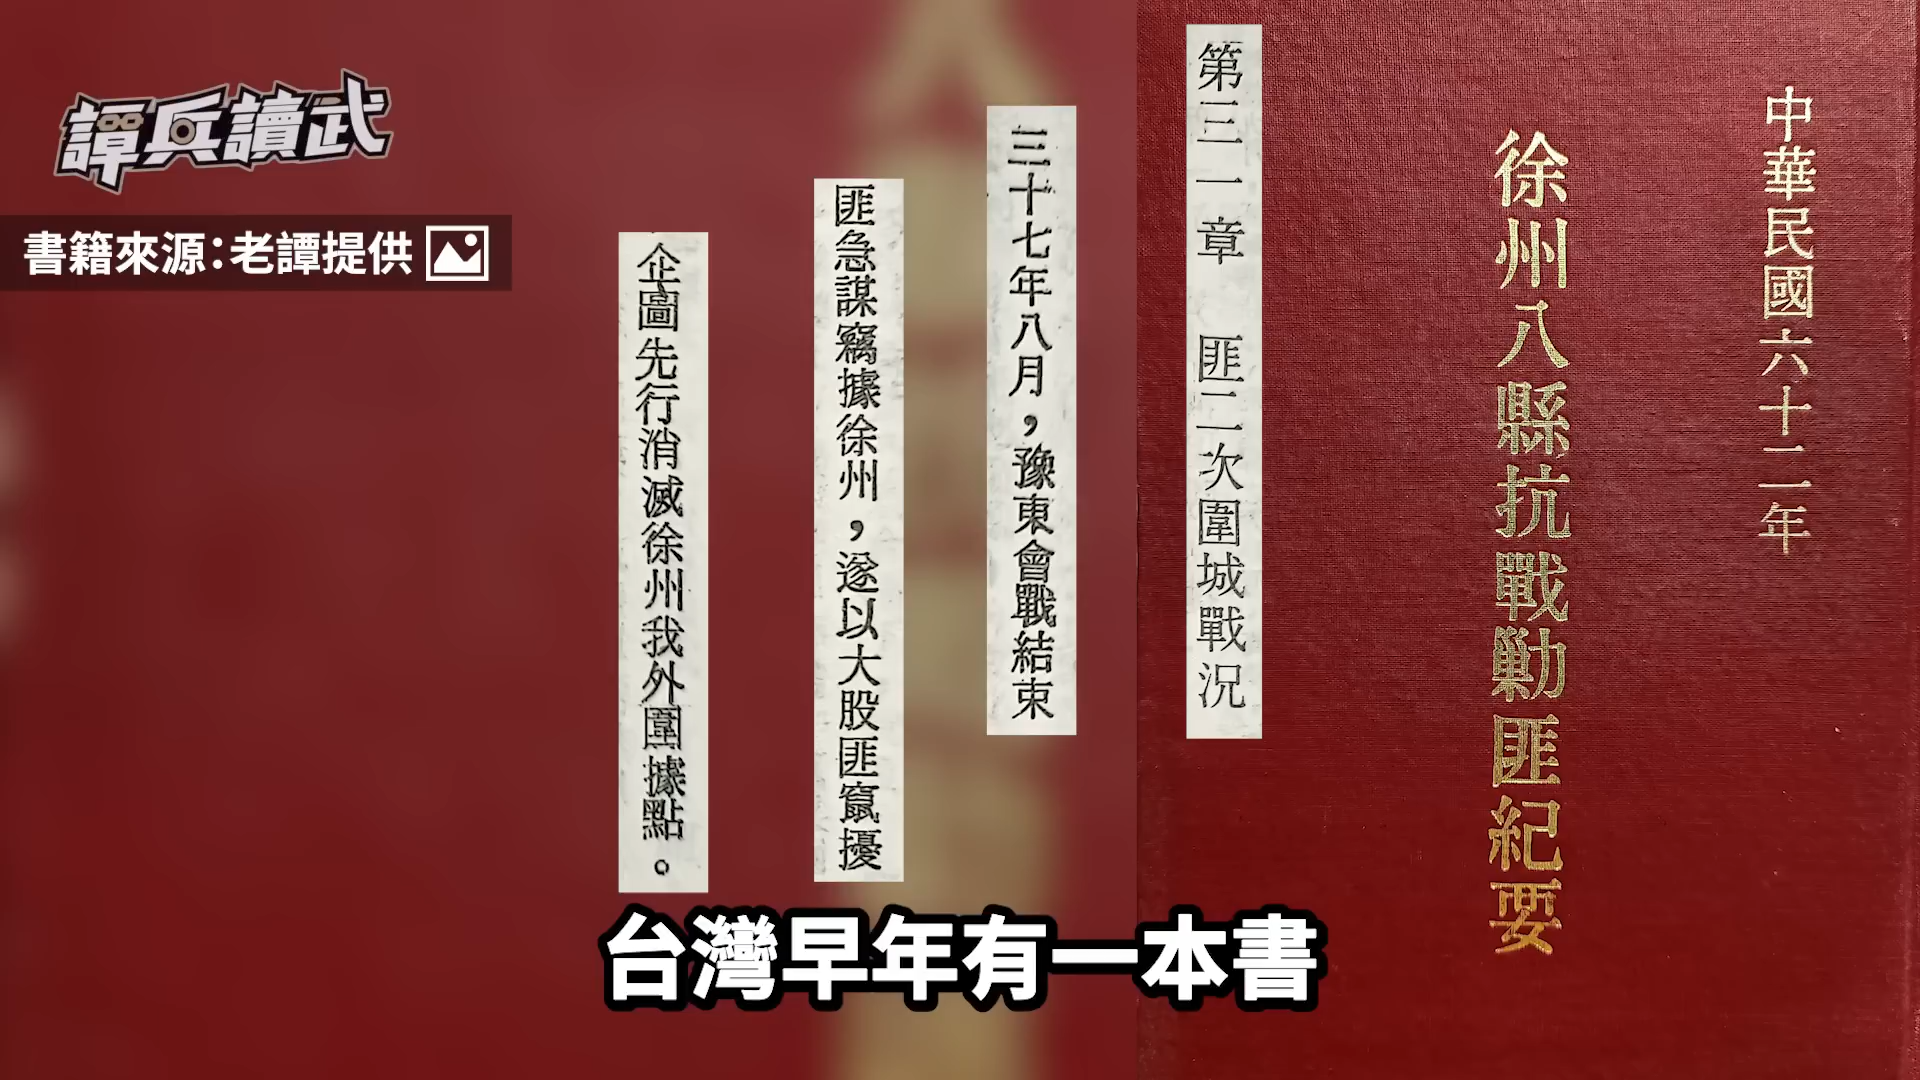 譚兵讀武
書籍來源：老譚提供
中華民國六十二年
徐州八縣抗戰勦匪紀要
第三一章 匪二次圍城戰況
三十七年八月，豫東會戰結束
匪急謀竊據徐州，遂以大股匪竄擾
企圖先行消滅徐州我外圍據點。
台灣早年有一本書